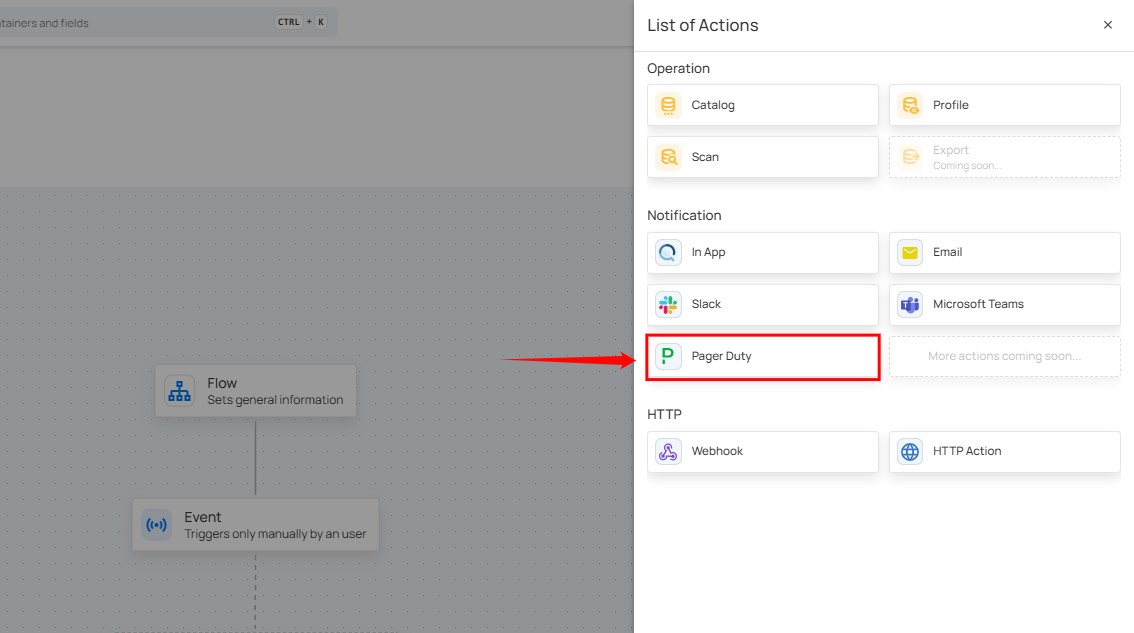 ntainers and fields
CTRL + K
List of Actions
Operation
Catalog
Profile
Scan
Export
Coming soon...
Notification
In App
Email
Slack
Microsoft Teams
Pager Duty
More actions coming soon...
HTTP
Webhook
HTTP Action
Flow
Sets general information
Event
Triggers only manually by an user